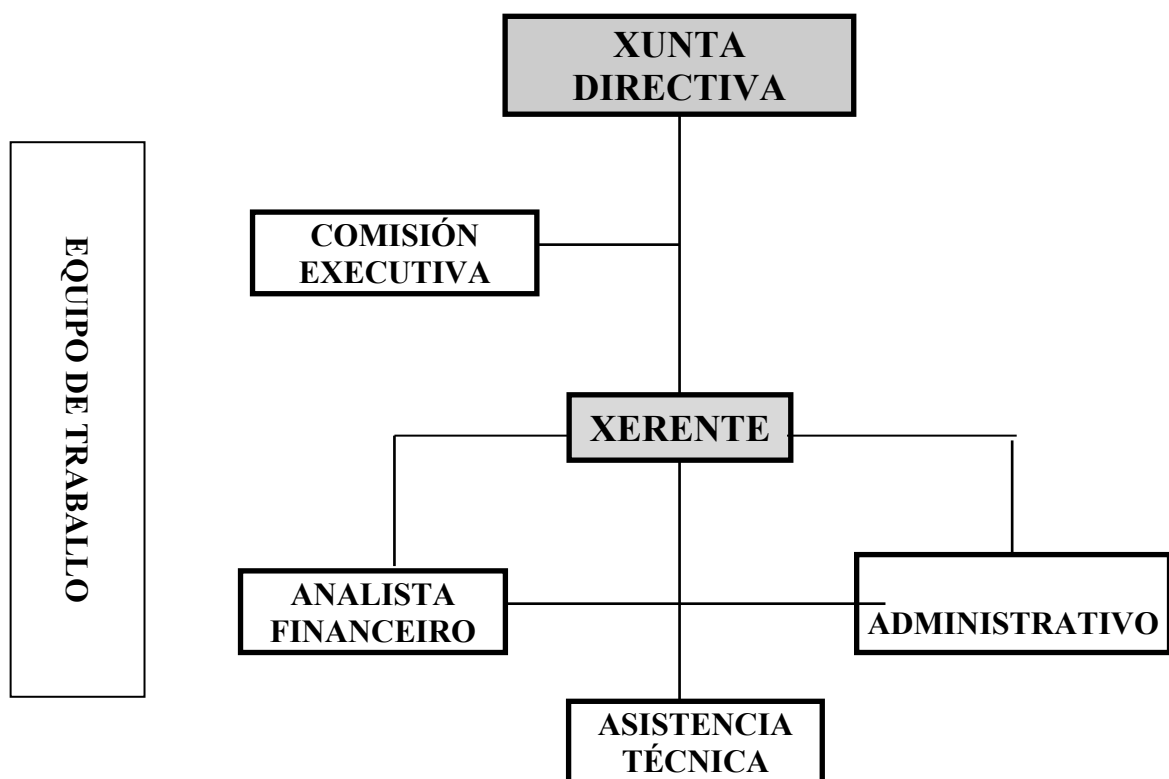 XUNTA
DIRECTIVA
EQUIPO DE TRABALLO
COMISIÓN
EXECUTIVA
XERENTE
ANALISTA
FINANCEIRO
ADMINISTRATIVO
ASISTENCIA
TÉCNICA